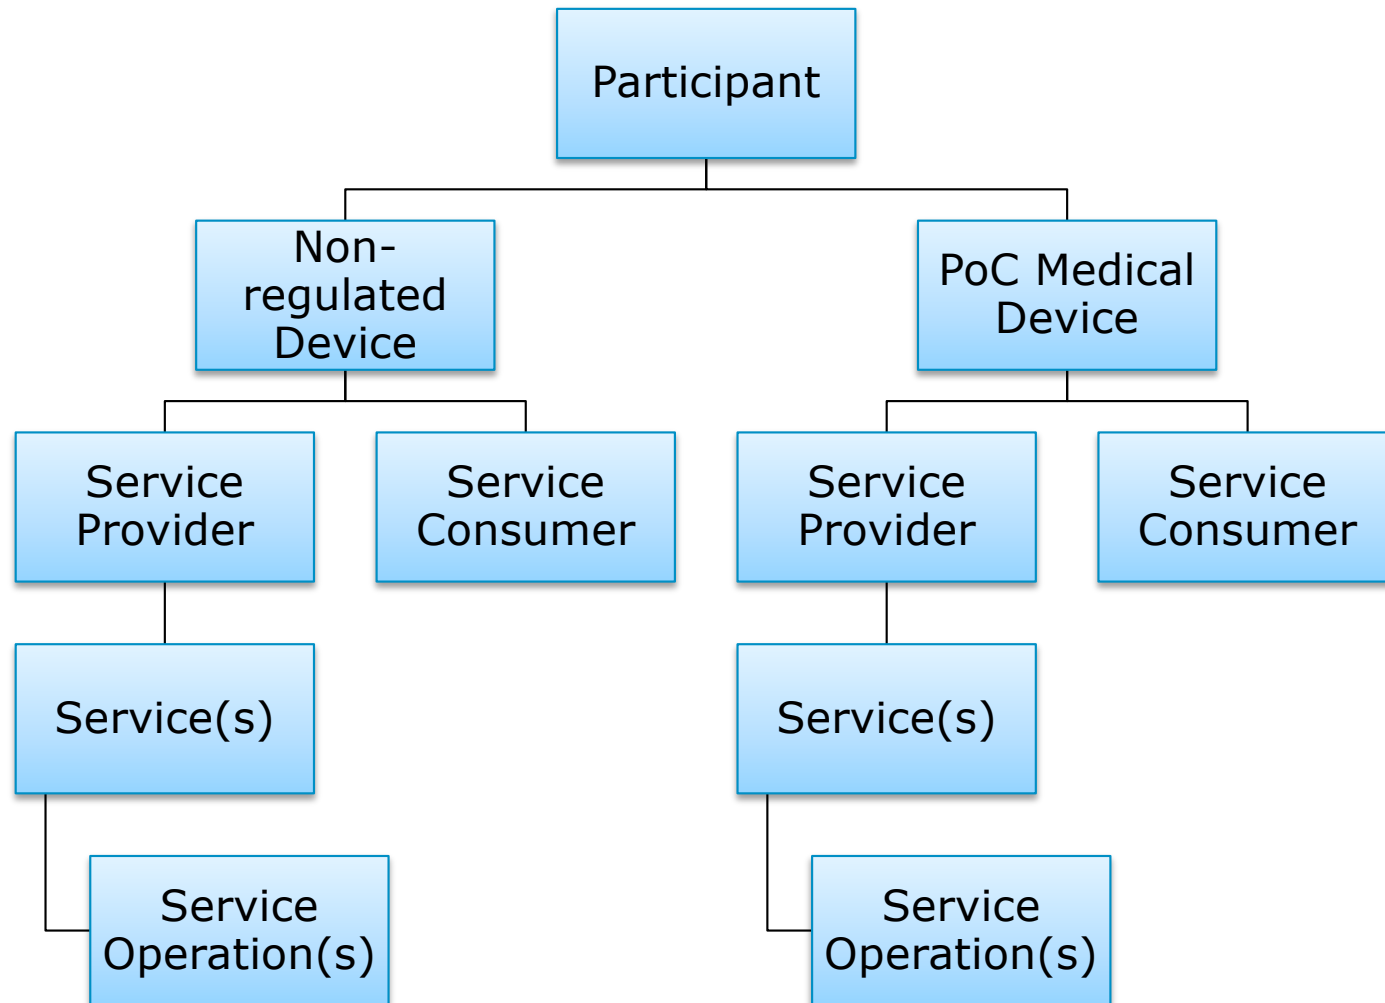 Participant
Non-
regulated
Device
PoC Medical
Device
Service
Provider
Service
Consumer
Service
Provider
Service
Consumer
Service(s)
Service(s)
Service
Operation(s)
Service
Operation(s)